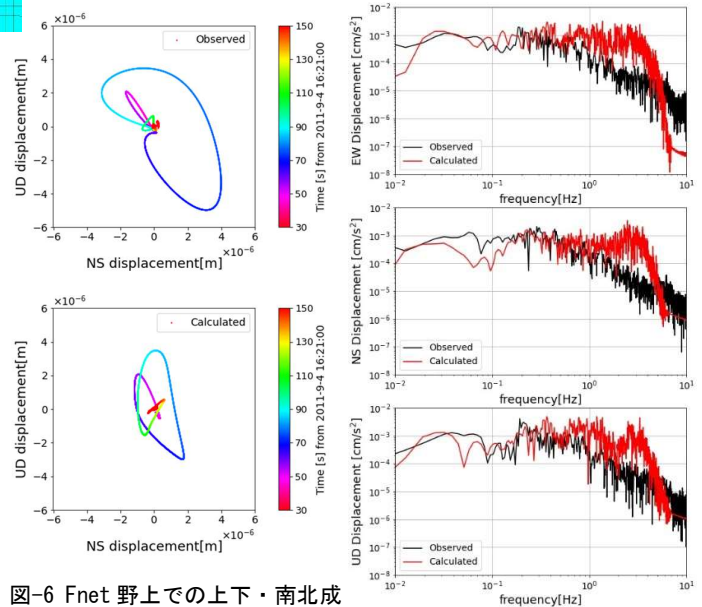 ×10⁻⁶
6
4
2
0
−2
−4
−6
−6 −4 −2 0 2 4 6
×10⁻⁶
UD displacement[m]
NS displacement[m]
Observed
150
130
110
90
70
50
30
Time [s] from 2011-9-4 16:21:00
×10⁻⁶
6
4
2
0
−2
−4
−6
−6 −4 −2 0 2 4 6
×10⁻⁶
UD displacement[m]
NS displacement[m]
Calculated
150
130
110
90
70
50
30
Time [s] from 2011-9-4 16:21:00
図-6 Fnet 野上での上下・南北成
10⁻²
10⁻³
10⁻⁴
10⁻⁵
10⁻⁶
10⁻⁷
10⁻⁸
EW Displacement [cm/s²]
Observed
Calculated
10⁻² 10⁻¹ 10⁰ 10¹
frequency[Hz]
10⁻²
10⁻³
10⁻⁴
10⁻⁵
10⁻⁶
10⁻⁷
10⁻⁸
NS Displacement [cm/s²]
Observed
Calculated
10⁻² 10⁻¹ 10⁰ 10¹
frequency[Hz]
10⁻²
10⁻³
10⁻⁴
10⁻⁵
10⁻⁶
10⁻⁷
10⁻⁸
UD Displacement [cm/s²]
Observed
Calculated
10⁻² 10⁻¹ 10⁰ 10¹
frequency[Hz]